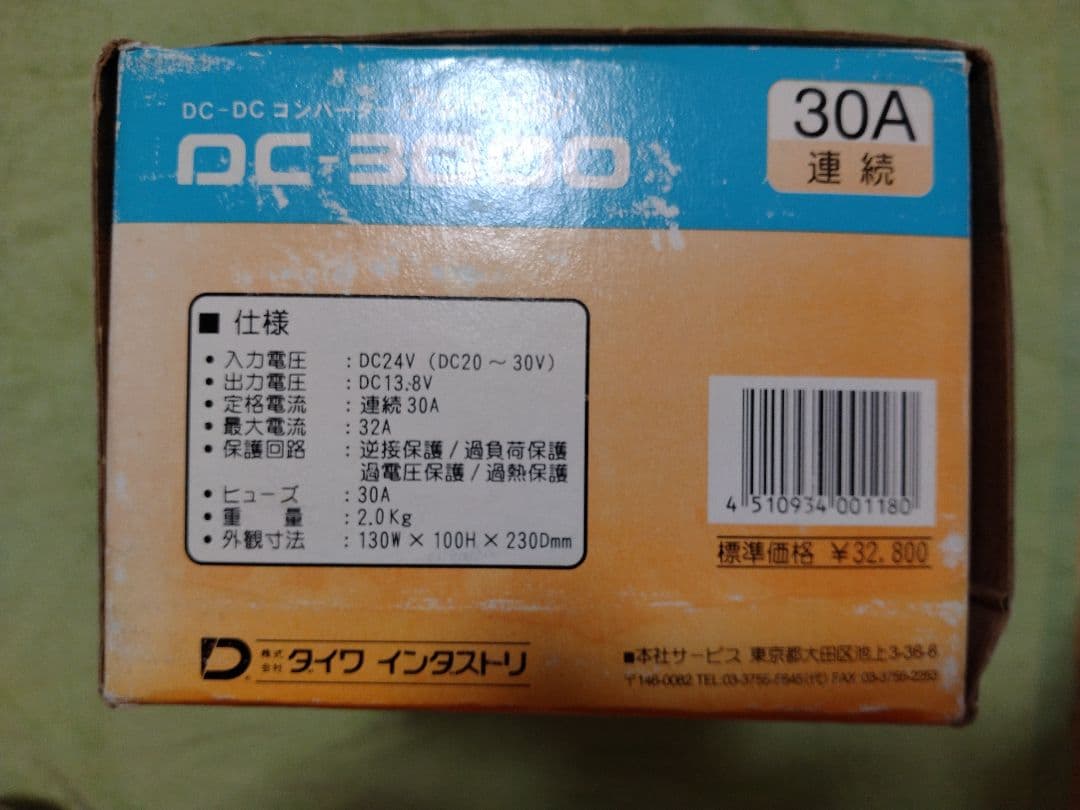 DC-DC コンバーター
30A
連続
■ 仕様
• 入力電圧 : DC24V (DC20～30V)
• 出力電圧 : DC13.8V
• 定格電流 : 連続30A
• 最大電流 : 32A
• 保護回路 : 逆接保護/過負荷保護
過電圧保護/過熱保護
• ヒューズ : 30A
• 重量 : 2.0Kg
• 外観寸法 : 130W×100H×230Dmm
4 510934 001180
標準価格 ¥32,800
株式会社 ダイワ インダストリ
■本社サービス 東京都大田区池上3-36-6
〒146-0082 TEL.03-3755-